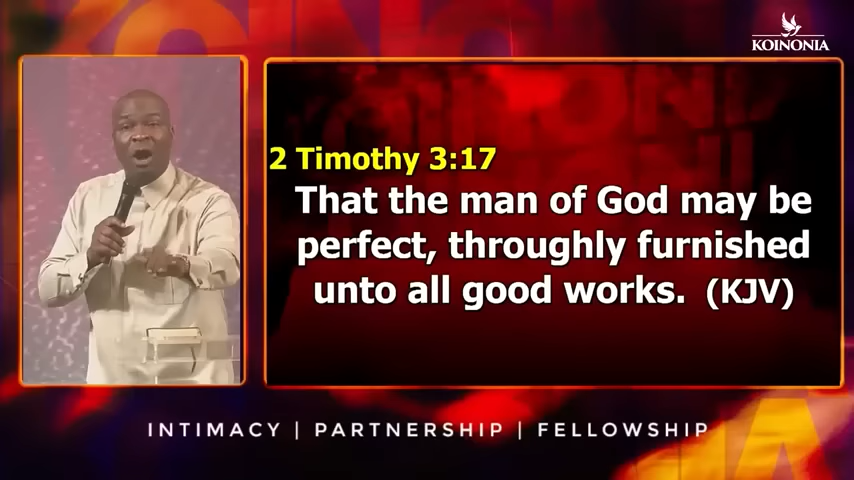 KOINONIA
2 Timothy 3:17
That the man of God may be
perfect, throughly furnished
unto all good works. (KJV)
INTIMACY | PARTNERSHIP | FELLOWSHIP